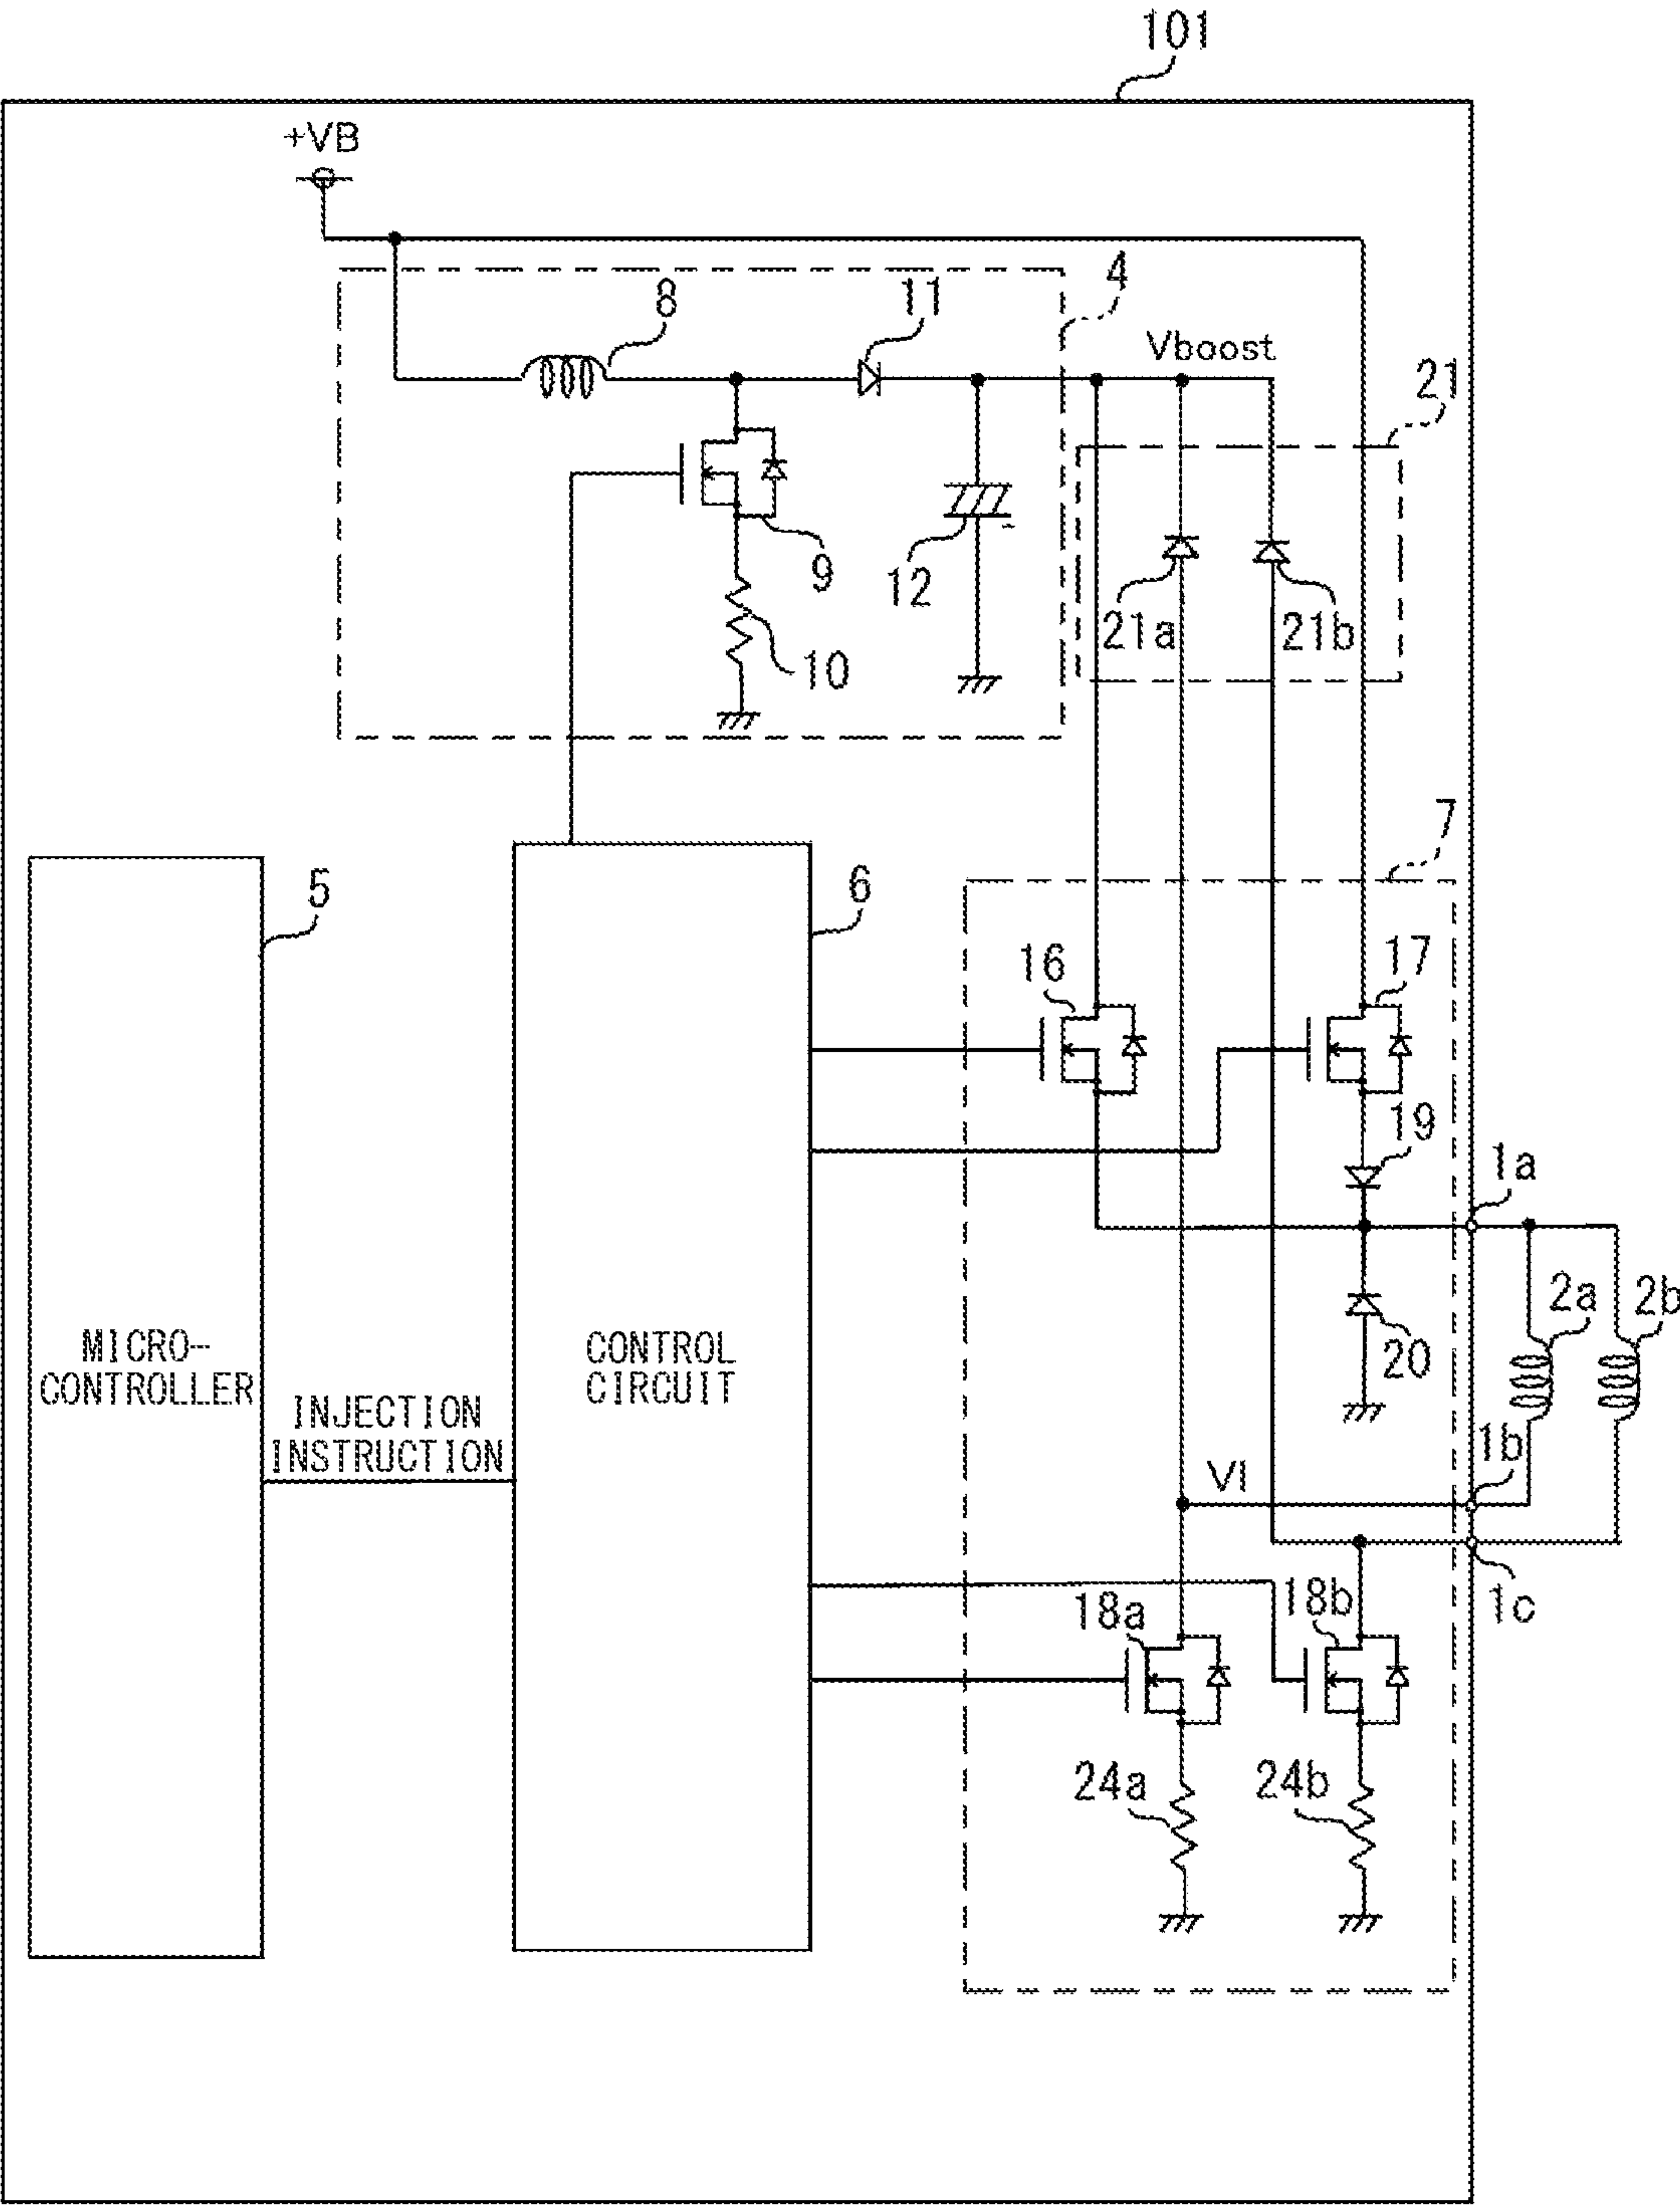 101
+VB
4
8
11
Vboost
21
9
12
21a
21b
10
7
5
6
16
17
19
1a
2a
2b
MICRO-
CONTROLLER
CONTROL
CIRCUIT
20
INJECTION
INSTRUCTION
1b
VI
18a
18b
1c
24a
24b